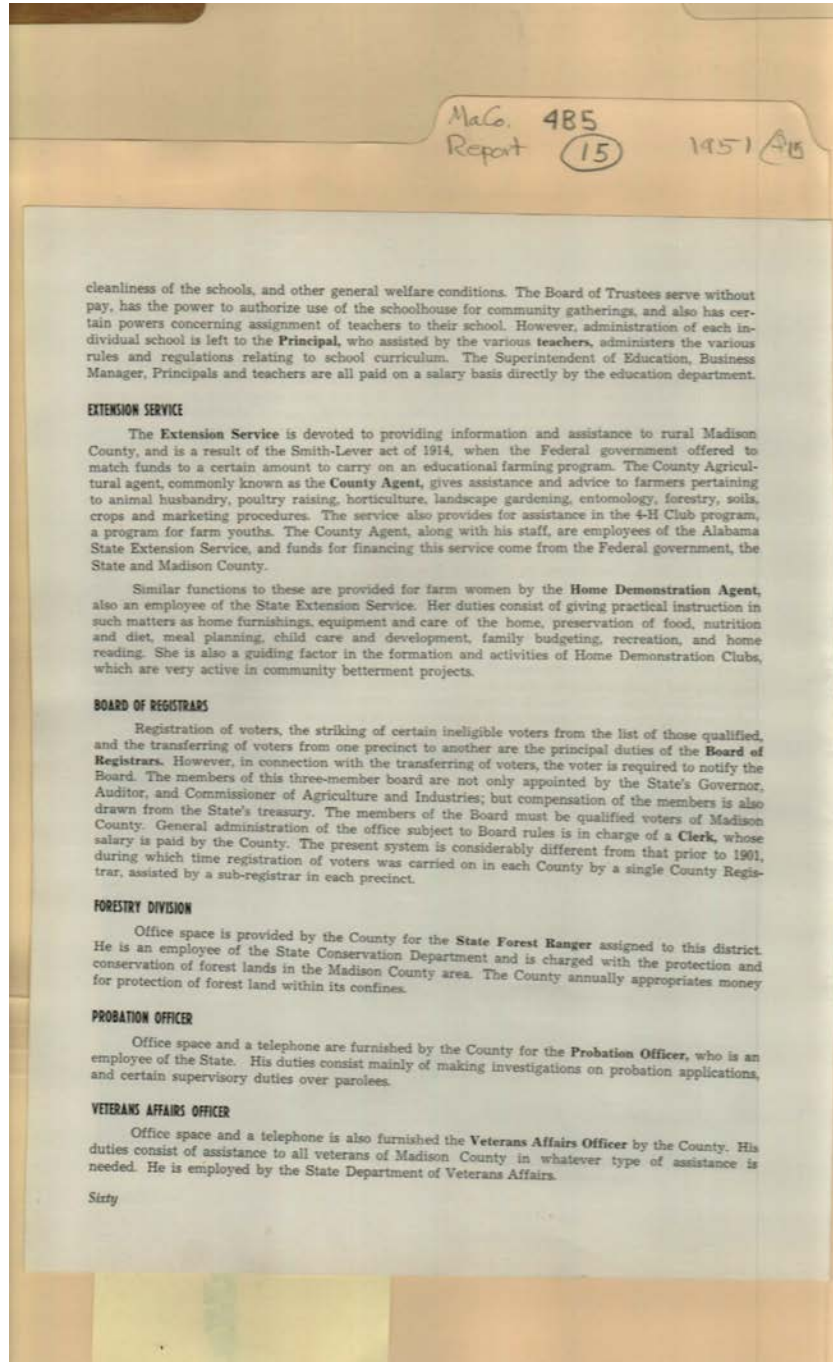 MaCo. 4B5
Report 15 1951
cleanliness of the schools, and other general welfare conditions. The Board of Trustees serve without
pay, has the power to authorize use of the schoolhouse for community gatherings, and also has cer-
tain powers concerning assignment of teachers to their school. However, administration of each in-
dividual school is left to the Principal, who assisted by the various teachers, administers the various
rules and regulations relating to school curriculum. The Superintendent of Education, Business
Manager, Principals and teachers are all paid on a salary basis directly by the education department.
EXTENSION SERVICE
The Extension Service is devoted to providing information and assistance to rural Madison
County, and is a result of the Smith-Lever act of 1914, when the Federal government offered to
match funds to a certain amount to carry on an educational farming program. The County Agricul-
tural agent, commonly known as the County Agent, gives assistance and advice to farmers pertaining
to animal husbandry, poultry raising, horticulture, landscape gardening, entomology, forestry, soils,
crops and marketing procedures. The service also provides for assistance in the 4-H Club program,
a program for farm youths. The County Agent, along with his staff, are employees of the Alabama
State Extension Service, and funds for financing this service come from the Federal government, the
State and Madison County.
Similar functions to these are provided for farm women by the Home Demonstration Agent,
also an employee of the State Extension Service. Her duties consist of giving practical instruction in
such matters as home furnishings, equipment and care of the home, preservation of food, nutrition
and diet, meal planning, child care and development, family budgeting, recreation, and home
reading. She is also a guiding factor in the formation and activities of Home Demonstration Clubs,
which are very active in community betterment projects.
BOARD OF REGISTRARS
Registration of voters, the striking of certain ineligible voters from the list of those qualified,
and the transferring of voters from one precinct to another are the principal duties of the Board of
Registrars. However, in connection with the transferring of voters, the voter is required to notify the
Board. The members of this three-member board are not only appointed by the State's Governor,
Auditor, and Commissioner of Agriculture and Industries; but compensation of the members is also
drawn from the State's treasury. The members of the Board must be qualified voters of Madison
County. General administration of the office subject to Board rules is in charge of a Clerk, whose
salary is paid by the County. The present system is considerably different from that prior to 1901,
during which time registration of voters was carried on in each County by a single County Regis-
trar, assisted by a sub-registrar in each precinct.
FORESTRY DIVISION
Office space is provided by the County for the State Forest Ranger assigned to this district.
He is an employee of the State Conservation Department and is charged with the protection and
conservation of forest lands in the Madison County area. The County annually appropriates money
for protection of forest land within its confines.
PROBATION OFFICER
Office space and a telephone are furnished by the County for the Probation Officer, who is an
employee of the State. His duties consist mainly of making investigations on probation applications,
and certain supervisory duties over parolees.
VETERANS AFFAIRS OFFICER
Office space and a telephone is also furnished the Veterans Affairs Officer by the County. His
duties consist of assistance to all veterans of Madison County in whatever type of assistance is
needed. He is employed by the State Department of Veterans Affairs.
Sixty